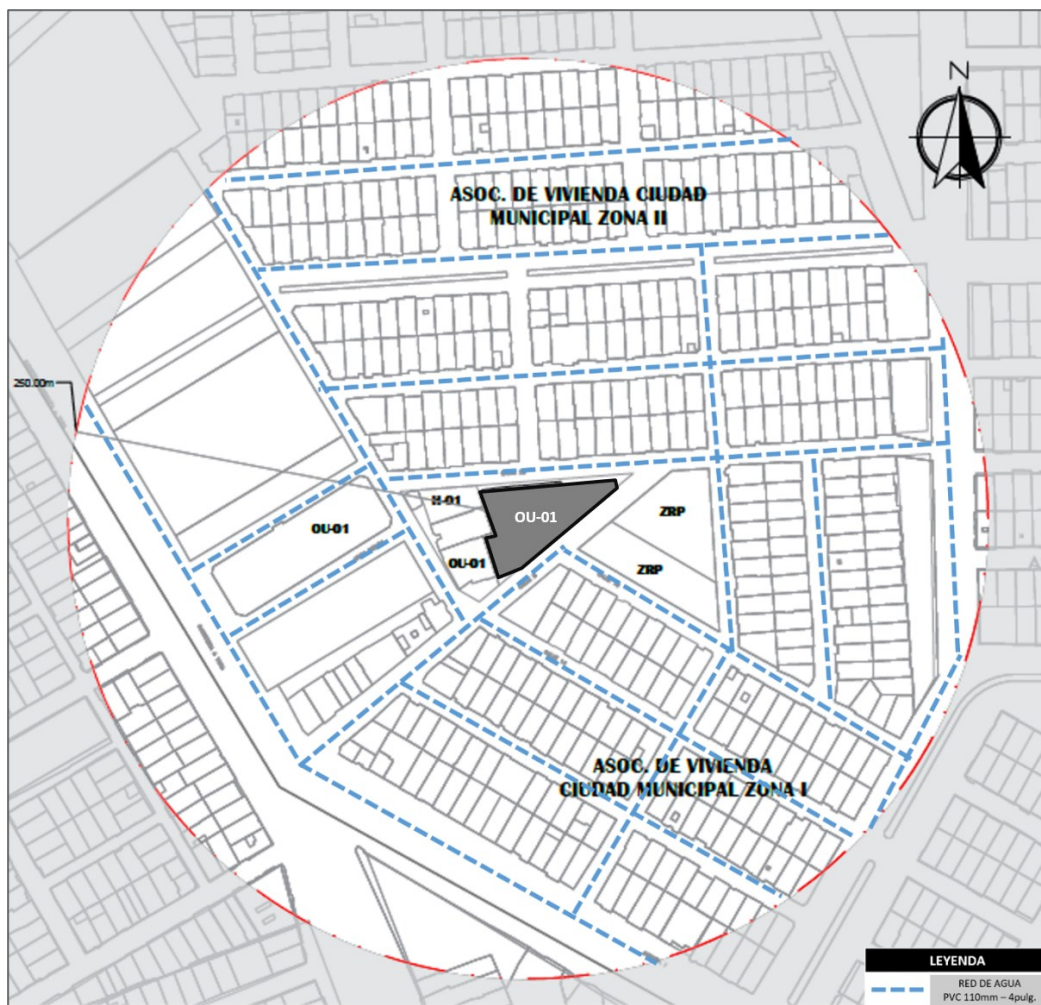 N
ASOC. DE VIVIENDA CIUDAD
MUNICIPAL ZONA II
250.00m
H-01
OU-01
ZRP
OU-01
OU-01
ZRP
ASOC. DE VIVIENDA
CIUDAD MUNICIPAL ZONA I
LEYENDA
RED DE AGUA
PVC 110mm – 4pulg.